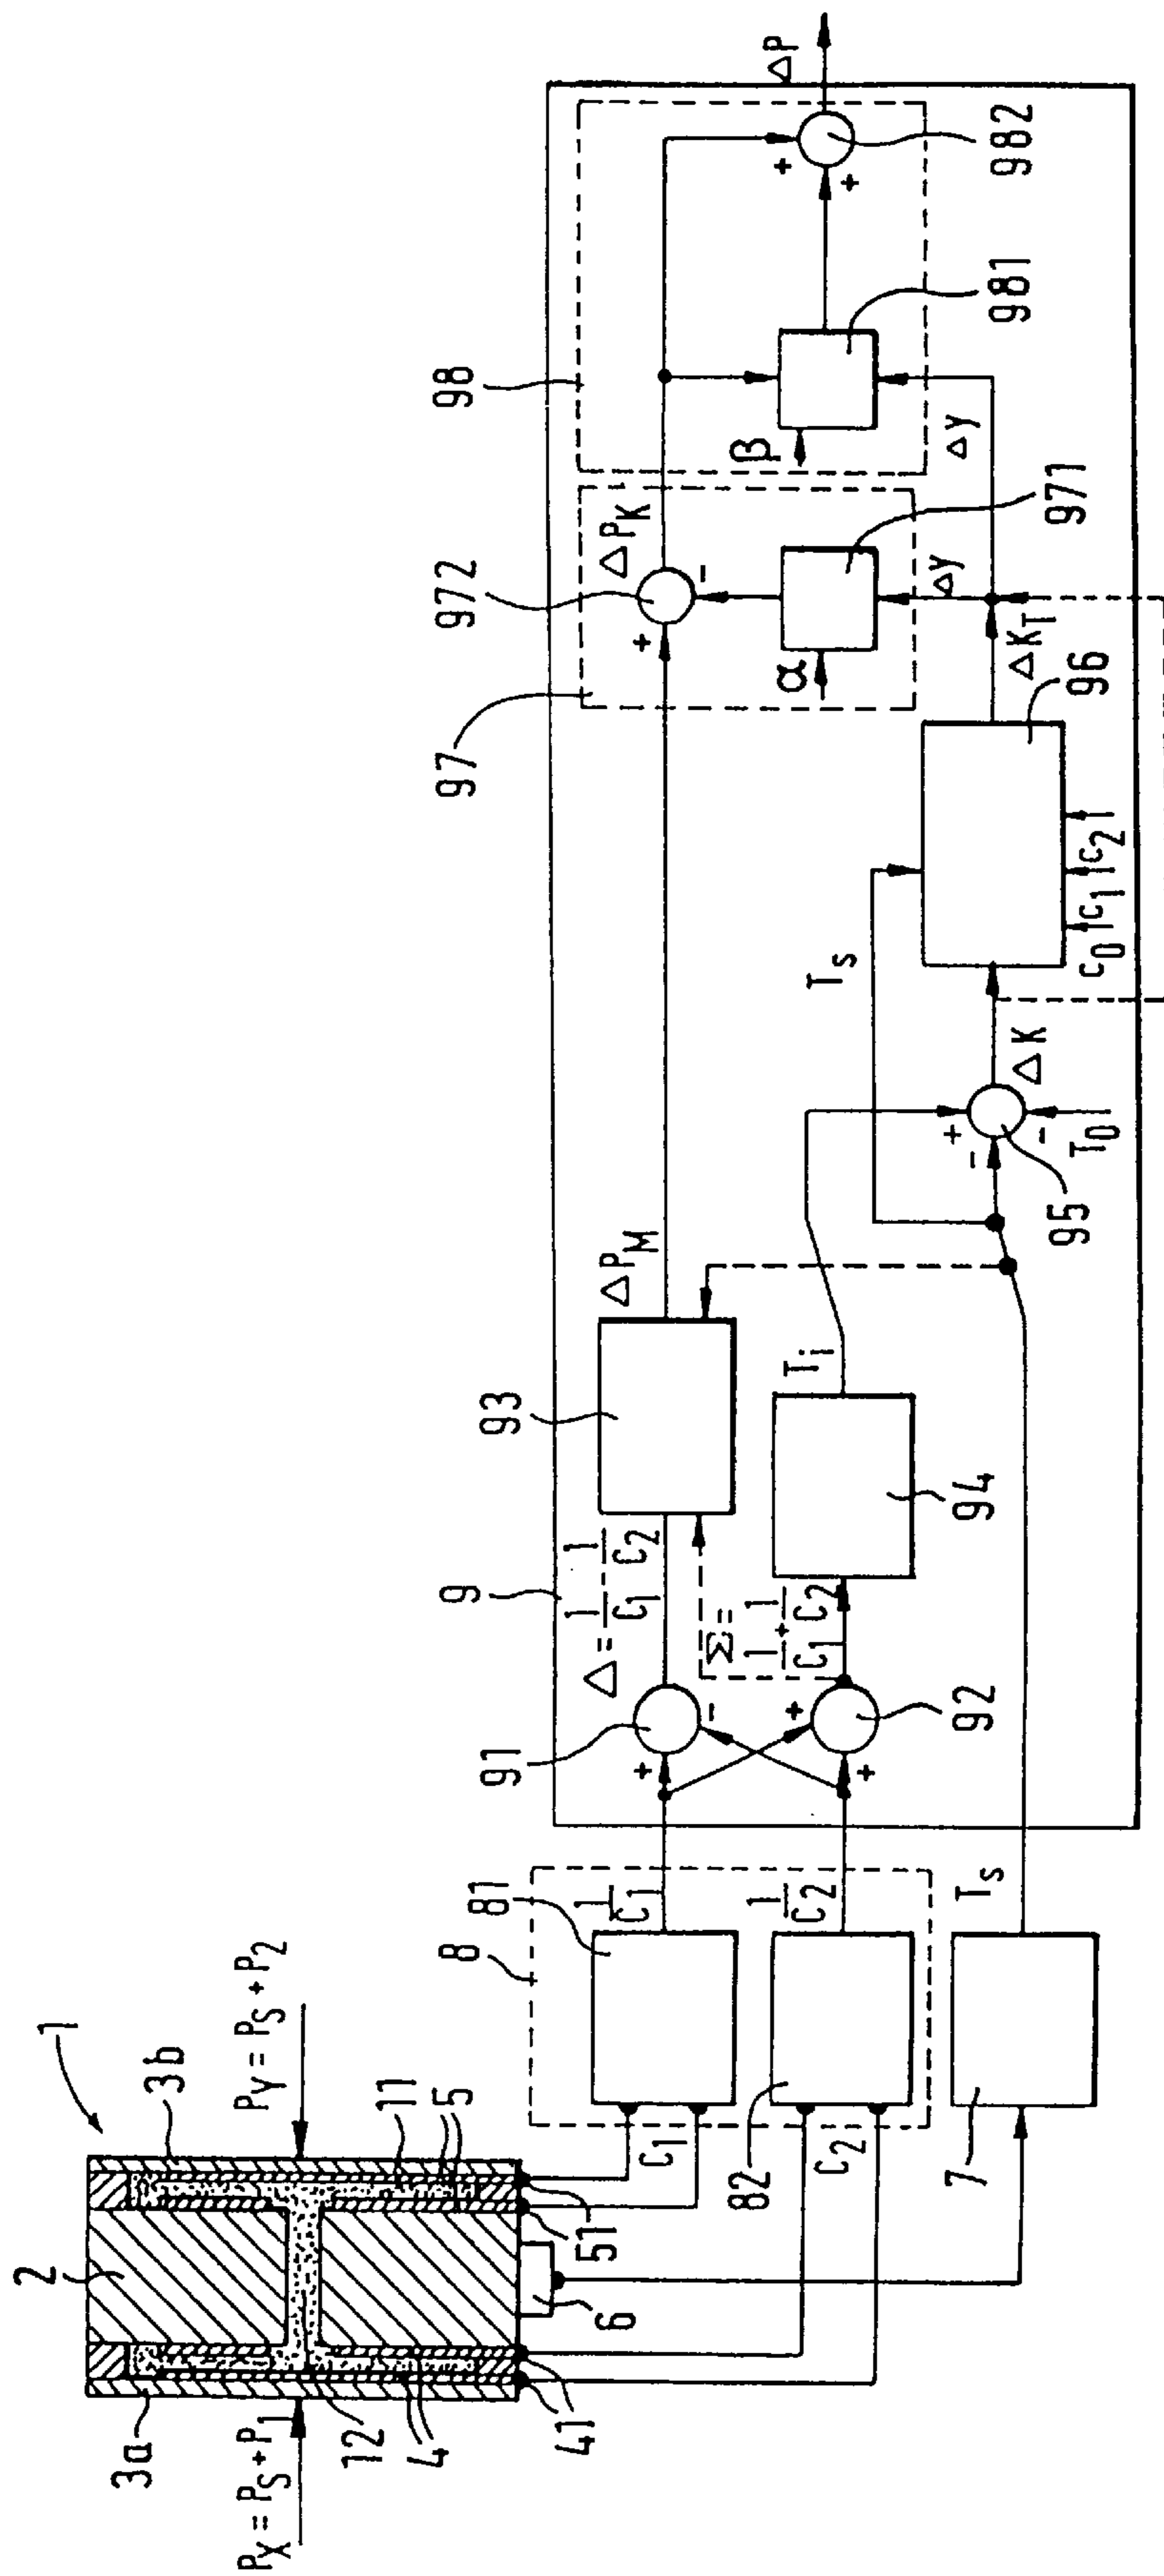 1
2
3a
3b
P_X = P_S + P_1
P_Y = P_S + P_2
12
4
41
11
5
51
6
C_1
C_2
8
81
82
7
1/C_1
1/C_2
T_s
9
91
+
-
92
+
+
Δ = 1/C_1 - 1/C_2
Σ = 1/C_1 + 1/C_2
93
94
ΔP_M
T_i
T_s
95
+
-
-
T_0
ΔK
96
c_0
c_1
c_2
ΔK_T
97
972
+
-
ΔP_K
α
971
Δy
Δy
98
β
981
982
+
+
ΔP